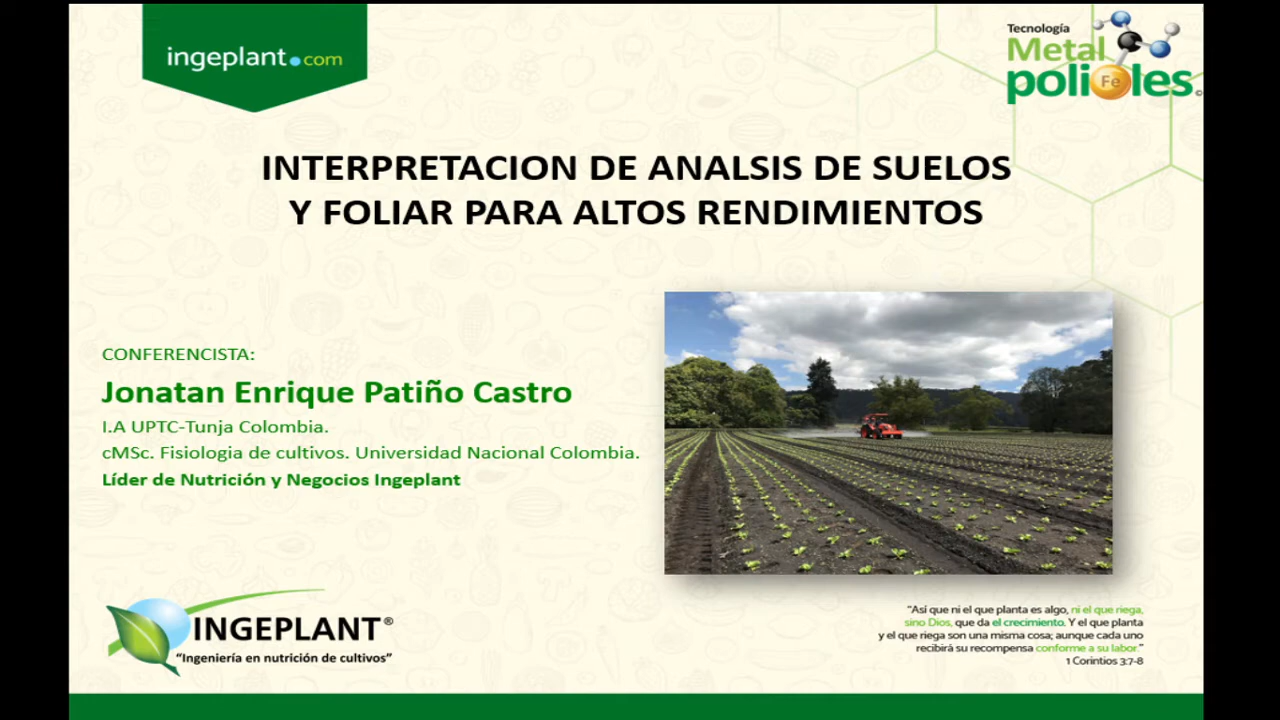 ingeplant.com
Tecnología
Metal
polioles
Fe
INTERPRETACION DE ANALSIS DE SUELOS
Y FOLIAR PARA ALTOS RENDIMIENTOS
CONFERENCISTA:
Jonatan Enrique Patiño Castro
I.A UPTC-Tunja Colombia.
cMSc. Fisiologia de cultivos. Universidad Nacional Colombia.
Líder de Nutrición y Negocios Ingeplant
INGEPLANT®
“Ingeniería en nutrición de cultivos”
“Así que ni el que planta es algo, ni el que riega,
sino Dios, que da el crecimiento. Y el que planta
y el que riega son una misma cosa; aunque cada uno
recibirá su recompensa conforme a su labor.”
1 Corintios 3:7-8